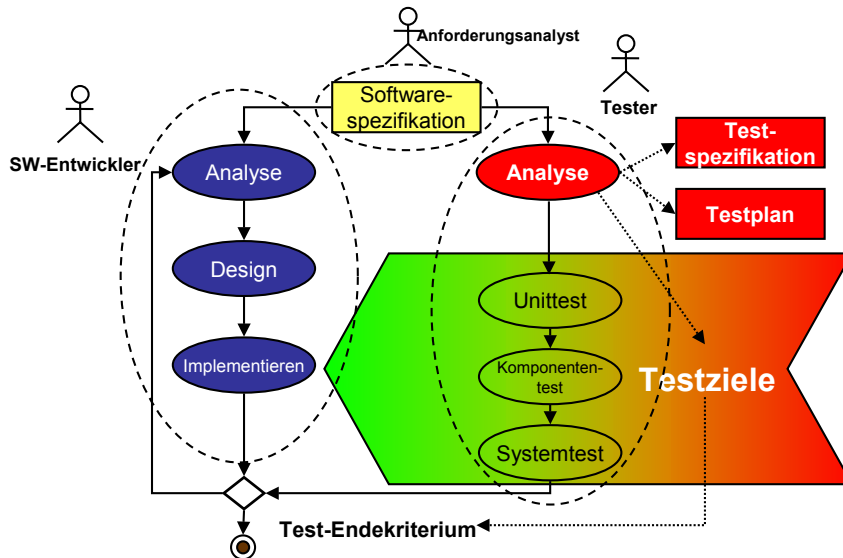 Anforderungsanalyst
Software-
spezifikation
Tester
SW-Entwickler
Analyse
Analyse
Test-
spezifikation
Testplan
Design
Unittest
Implementieren
Komponenten-
test
Testziele
Systemtest
Test-Endekriterium